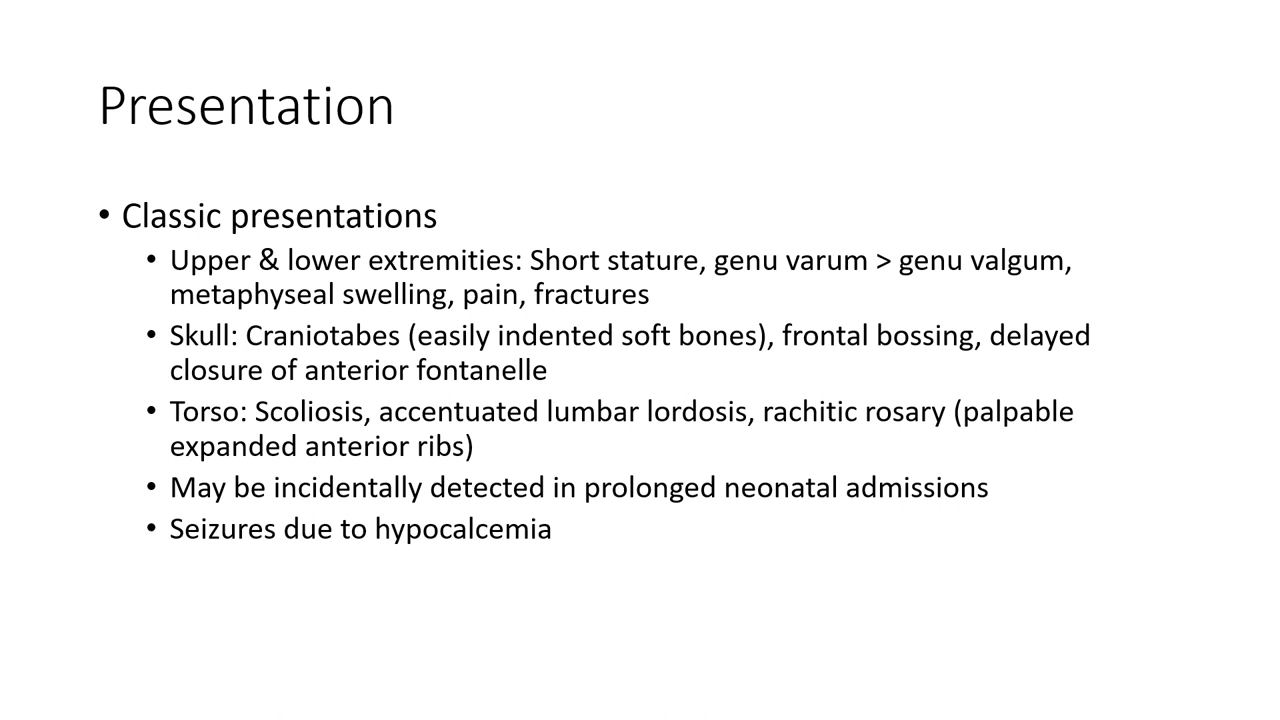 Presentation
• Classic presentations
• Upper & lower extremities: Short stature, genu varum > genu valgum,
metaphyseal swelling, pain, fractures
• Skull: Craniotabes (easily indented soft bones), frontal bossing, delayed
closure of anterior fontanelle
• Torso: Scoliosis, accentuated lumbar lordosis, rachitic rosary (palpable
expanded anterior ribs)
• May be incidentally detected in prolonged neonatal admissions
• Seizures due to hypocalcemia